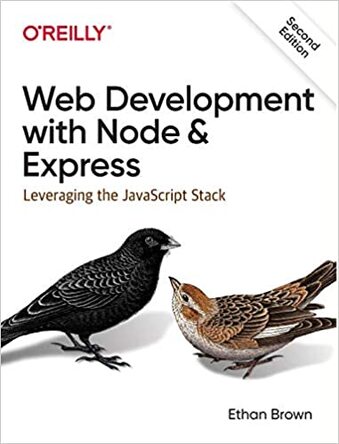 O'REILLY®
Second
Edition
Web Development
with Node &
Express
Leveraging the JavaScript Stack
Ethan Brown